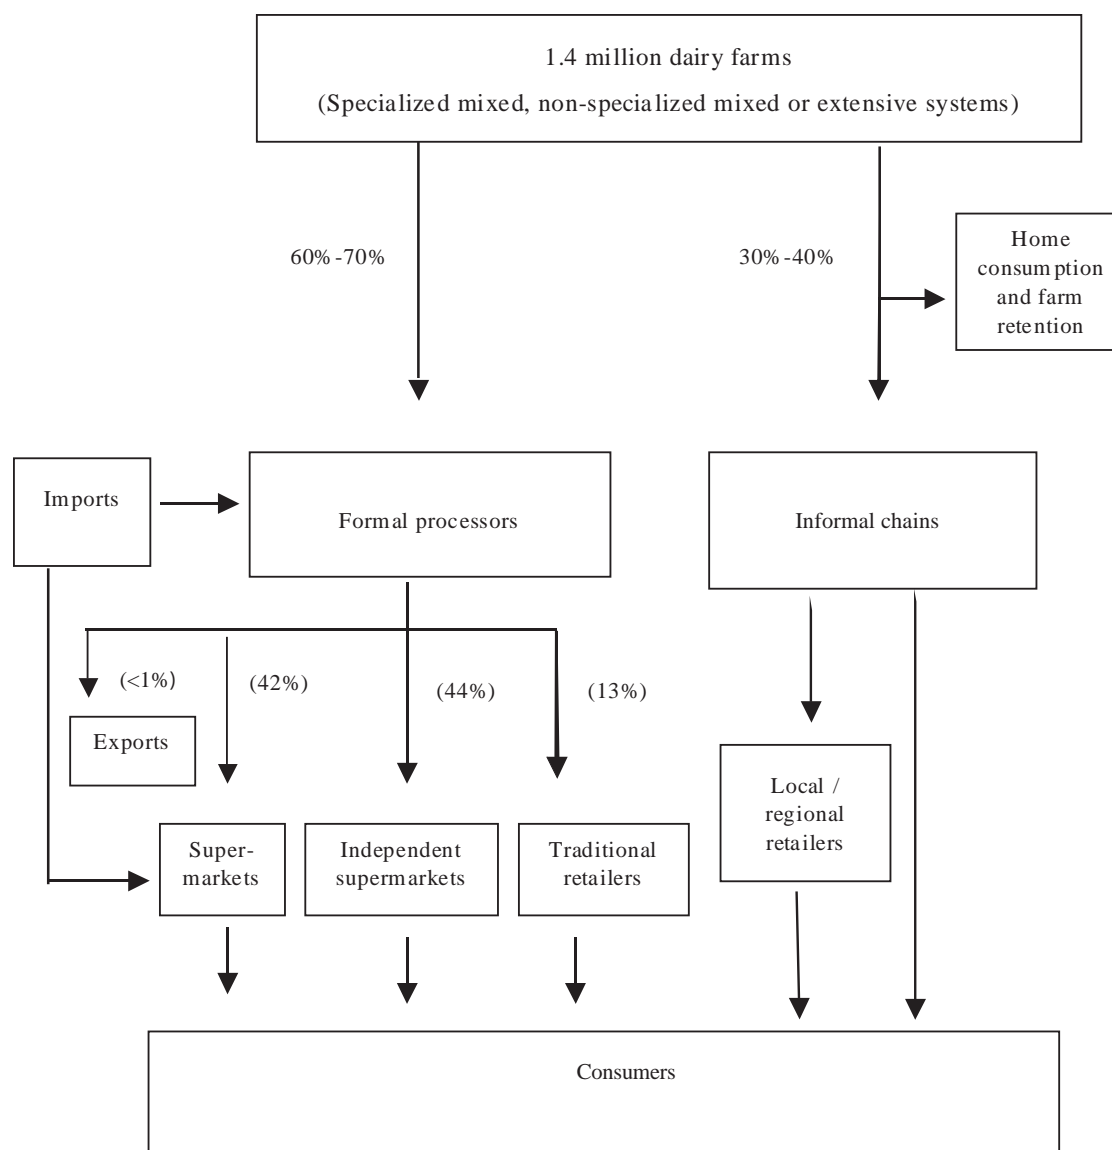 1.4 million dairy farms
(Specialized mixed, non-specialized mixed or extensive systems)
60%-70%
30%-40%
Home
consumption
and farm
retention
Imports
Formal processors
Informal chains
(<1%)
(42%)
(44%)
(13%)
Exports
Local /
regional
retailers
Super-
markets
Independent
supermarkets
Traditional
retailers
Consumers